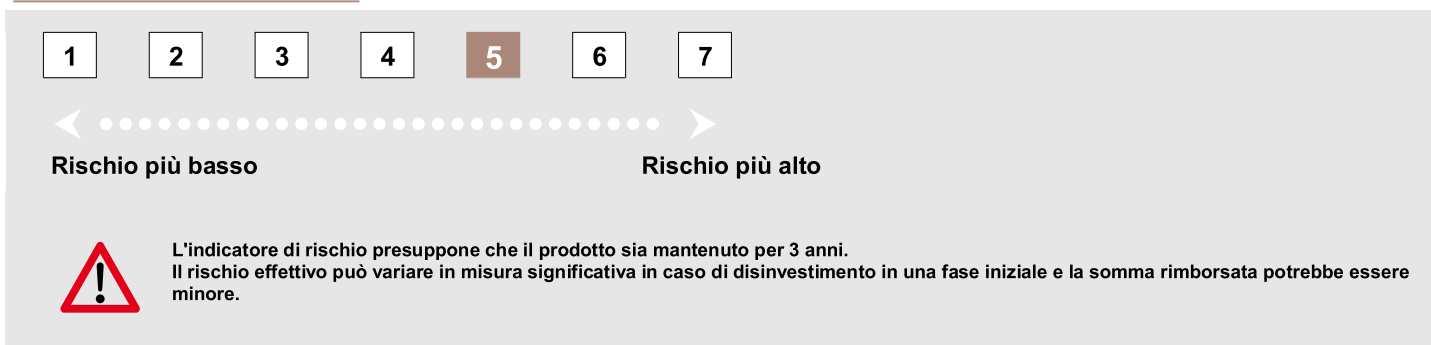 1 2 3 4 5 6 7
Rischio più basso Rischio più alto
L'indicatore di rischio presuppone che il prodotto sia mantenuto per 3 anni.
Il rischio effettivo può variare in misura significativa in caso di disinvestimento in una fase iniziale e la somma rimborsata potrebbe essere
minore.